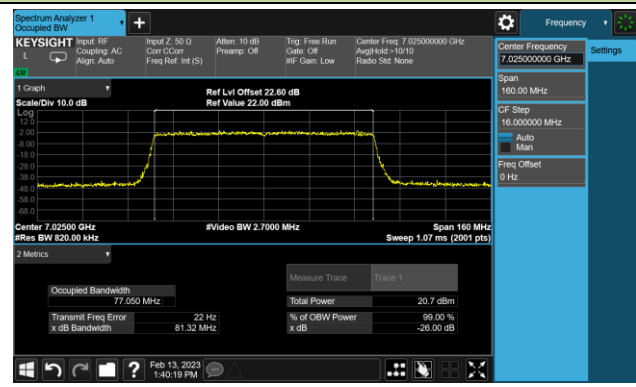 Spectrum Analyzer 1
Occupied BW
Frequency
KEYSIGHT
L
Input: RF
Coupling: AC
Align: Auto
Input Z: 50 Ω
Corr CCorr
Freq Ref: Int (S)
Atten: 10 dB
Preamp: Off
Trig: Free Run
Gate: Off
#IF Gain: Low
Center Freq: 7.025000000 GHz
Avg|Hold:>10/10
Radio Std: None
Center Frequency
7.025000000 GHz
Settings
Span
160.00 MHz
CF Step
16.000000 MHz
Auto
Man
Freq Offset
0 Hz
1 Graph
Scale/Div 10.0 dB
Ref Lvl Offset 22.60 dB
Ref Value 22.00 dBm
Log
12.0
2.00
-8.00
-18.0
-28.0
-38.0
-48.0
-58.0
-68.0
Center 7.02500 GHz
#Res BW 820.00 kHz
#Video BW 2.7000 MHz
Span 160 MHz
Sweep 1.07 ms (2001 pts)
2 Metrics
Measure Trace
Trace 1
Occupied Bandwidth
77.050 MHz
Total Power
20.7 dBm
Transmit Freq Error
22 Hz
% of OBW Power
99.00 %
x dB Bandwidth
81.32 MHz
x dB
-26.00 dB
?
Feb 13, 2023
1:40:19 PM